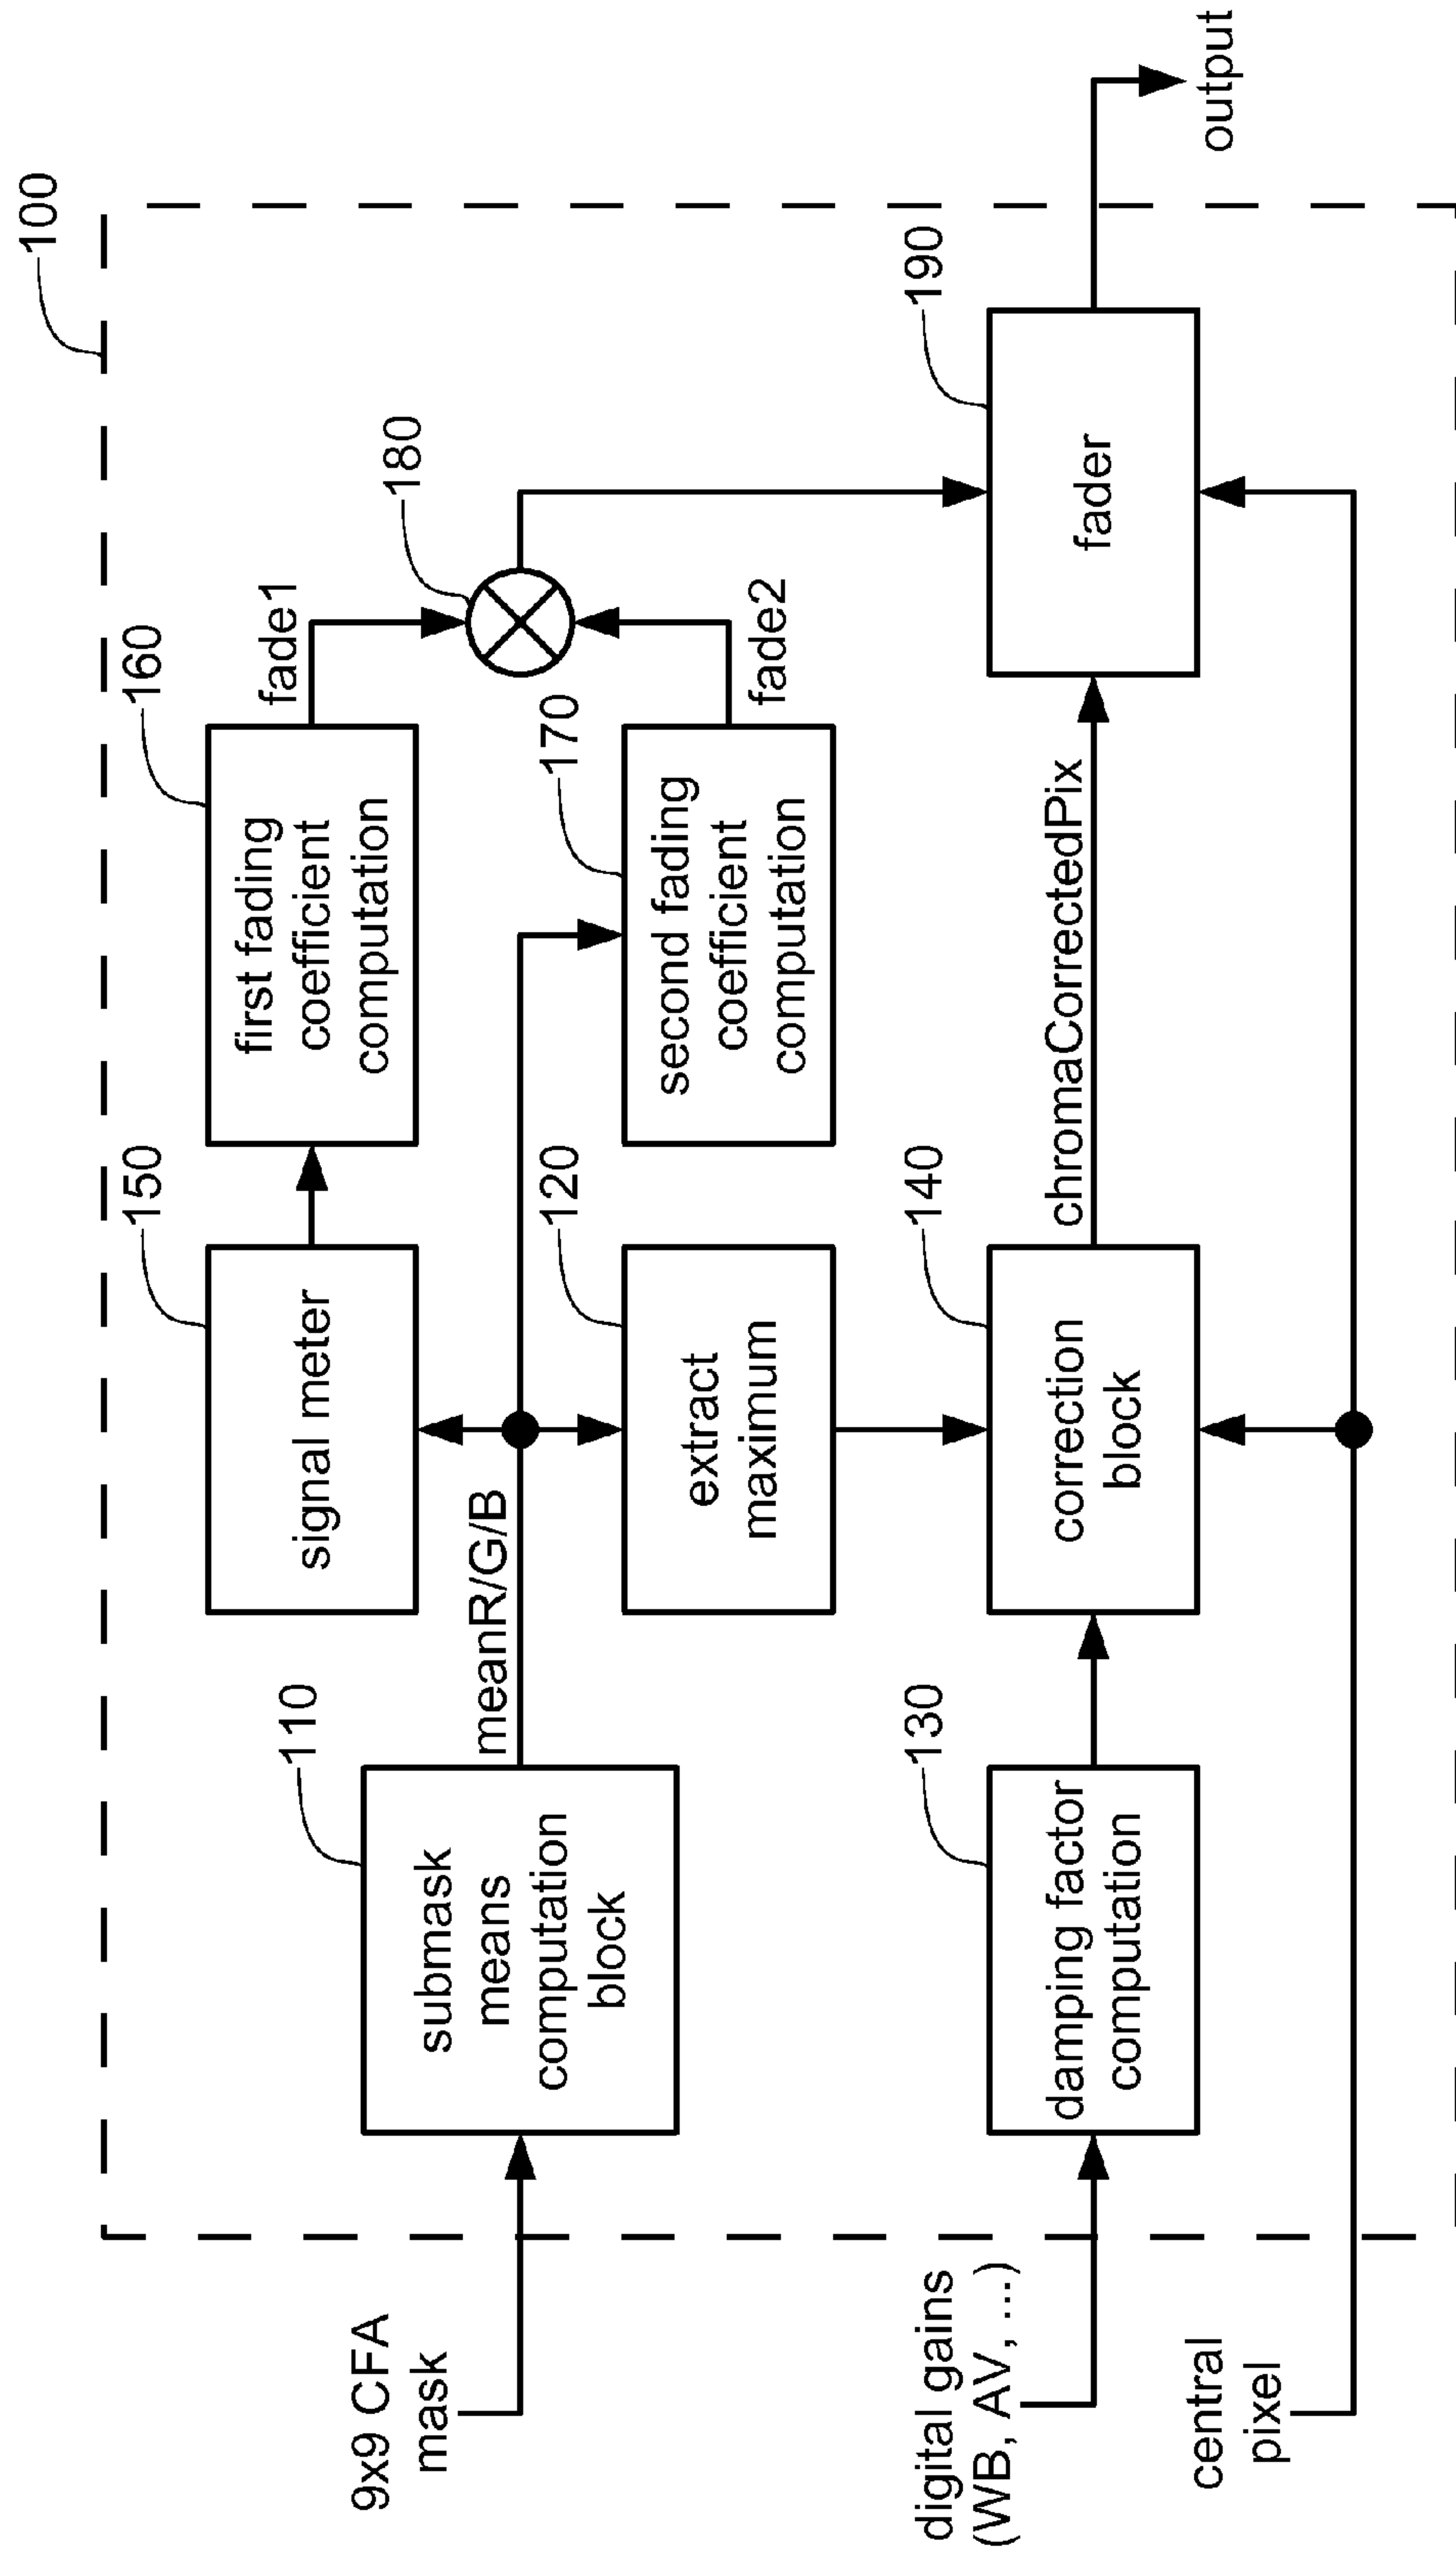 100
9x9 CFA
mask
110
submask
means
computation
block
meanR/G/B
150
signal meter
160
first fading
coefficient
computation
fade1
180
120
extract
maximum
170
second fading
coefficient
computation
fade2
digital gains
(WB, AV, ...)
130
damping factor
computation
140
correction
block
chromaCorrectedPix
190
fader
output
central
pixel